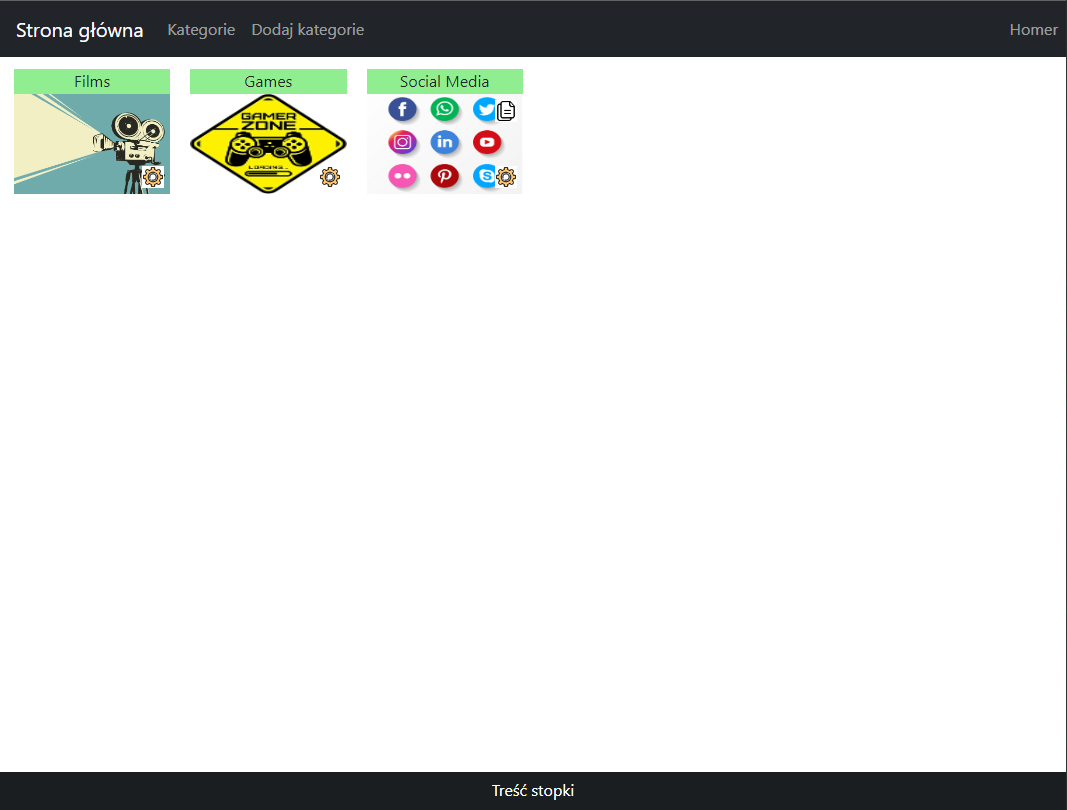 Strona główna Kategorie Dodaj kategorie Homer
Films Games Social Media
GAMER
ZONE
LOADING...
Treść stopki